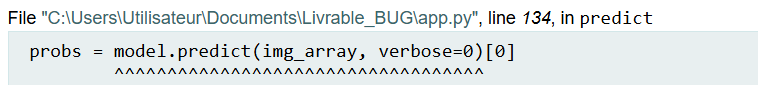 File "C:\Users\Utilisateur\Documents\Livrable_BUG\app.py", line 134, in predict
probs = model.predict(img_array, verbose=0)[0]
^^^^^^^^^^^^^^^^^^^^^^^^^^^^^^^^^^^